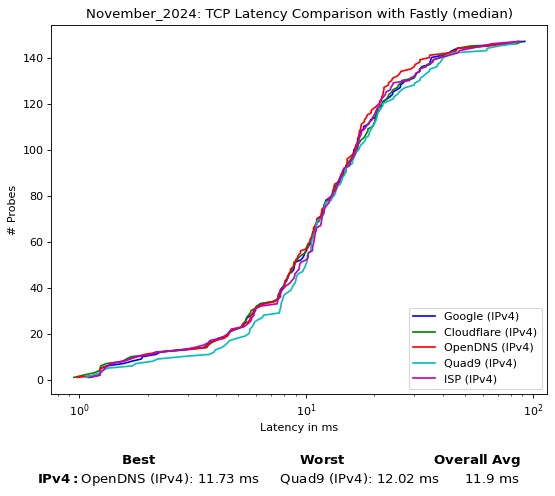 November_2024: TCP Latency Comparison with Fastly (median)
# Probes
140
120
100
80
60
40
20
0
Google (IPv4)
Cloudflare (IPv4)
OpenDNS (IPv4)
Quad9 (IPv4)
ISP (IPv4)
10⁰ 10¹ 10²
Latency in ms
Best Worst Overall Avg
IPv4: OpenDNS (IPv4): 11.73 ms Quad9 (IPv4): 12.02 ms 11.9 ms